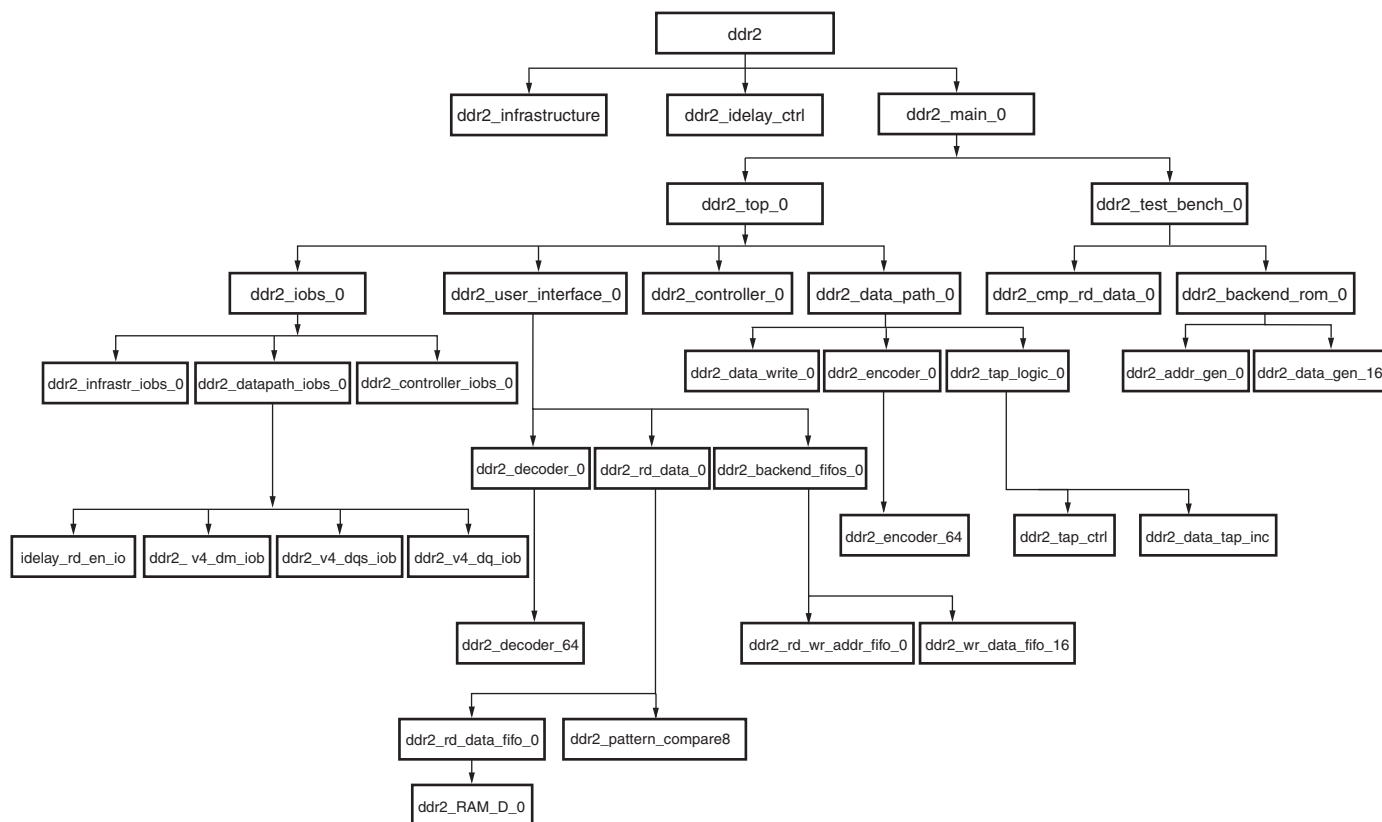 ddr2
ddr2_infrastructure
ddr2_idelay_ctrl
ddr2_main_0
ddr2_top_0
ddr2_test_bench_0
ddr2_iobs_0
ddr2_user_interface_0
ddr2_controller_0
ddr2_data_path_0
ddr2_cmp_rd_data_0
ddr2_backend_rom_0
ddr2_infrastr_iobs_0
ddr2_datapath_iobs_0
ddr2_controller_iobs_0
ddr2_data_write_0
ddr2_encoder_0
ddr2_tap_logic_0
ddr2_addr_gen_0
ddr2_data_gen_16
ddr2_decoder_0
ddr2_rd_data_0
ddr2_backend_fifos_0
idelay_rd_en_io
ddr2_ v4_dm_iob
ddr2_v4_dqs_iob
ddr2_v4_dq_iob
ddr2_encoder_64
ddr2_tap_ctrl
ddr2_data_tap_inc
ddr2_decoder_64
ddr2_rd_wr_addr_fifo_0
ddr2_wr_data_fifo_16
ddr2_rd_data_fifo_0
ddr2_pattern_compare8
ddr2_RAM_D_0